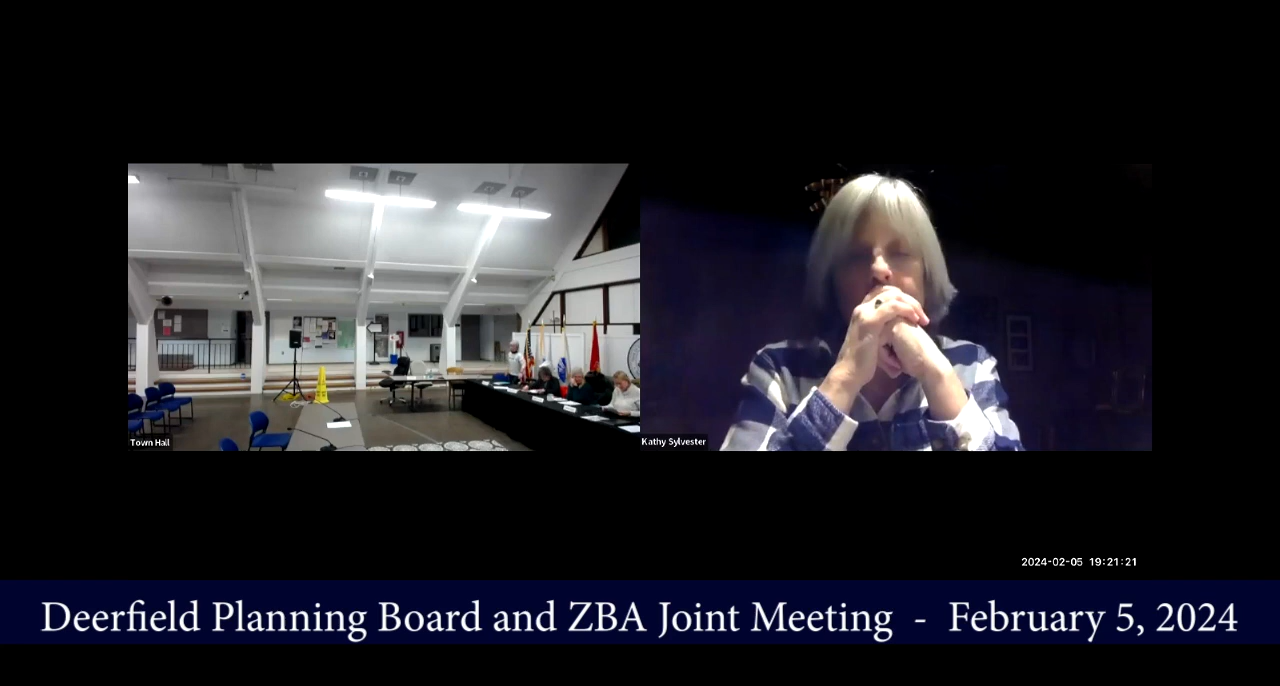 Town Hall
Kathy Sylvester
2024-02-05 19:21:21
Deerfield Planning Board and ZBA Joint Meeting - February 5, 2024